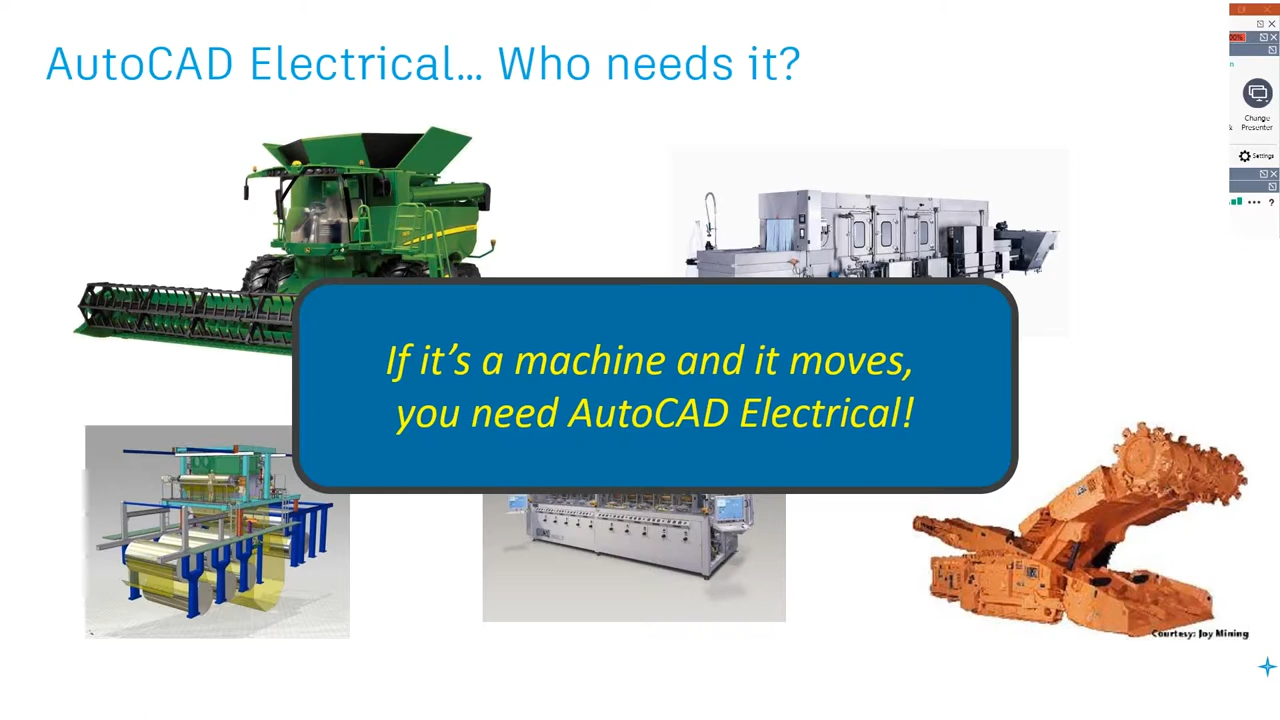 AutoCAD Electrical... Who needs it?
00%
Change
Presenter
Settings
?
If it's a machine and it moves,
you need AutoCAD Electrical!
Courtesy: Joy Mining